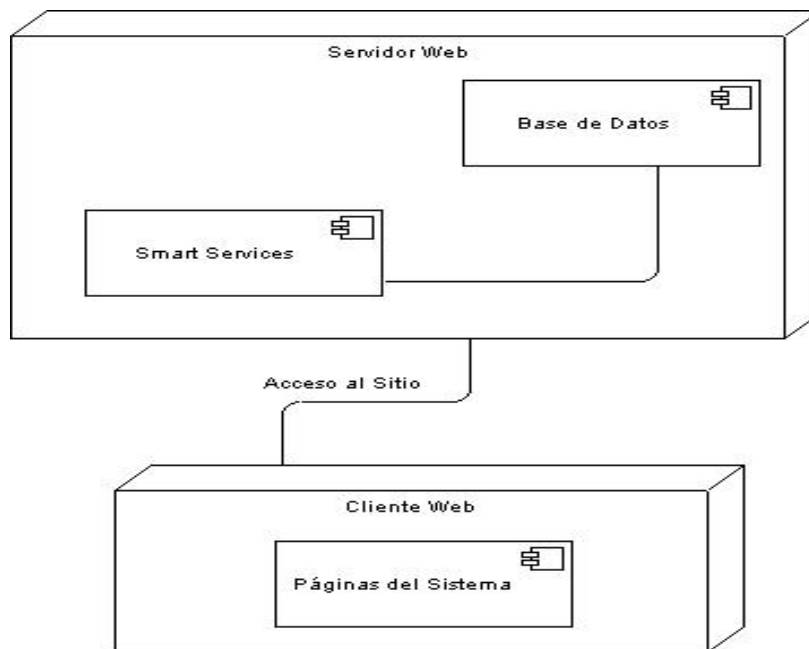 Servidor Web
Base de Datos
Smart Services
Acceso al Sitio
Cliente Web
Páginas del Sistema